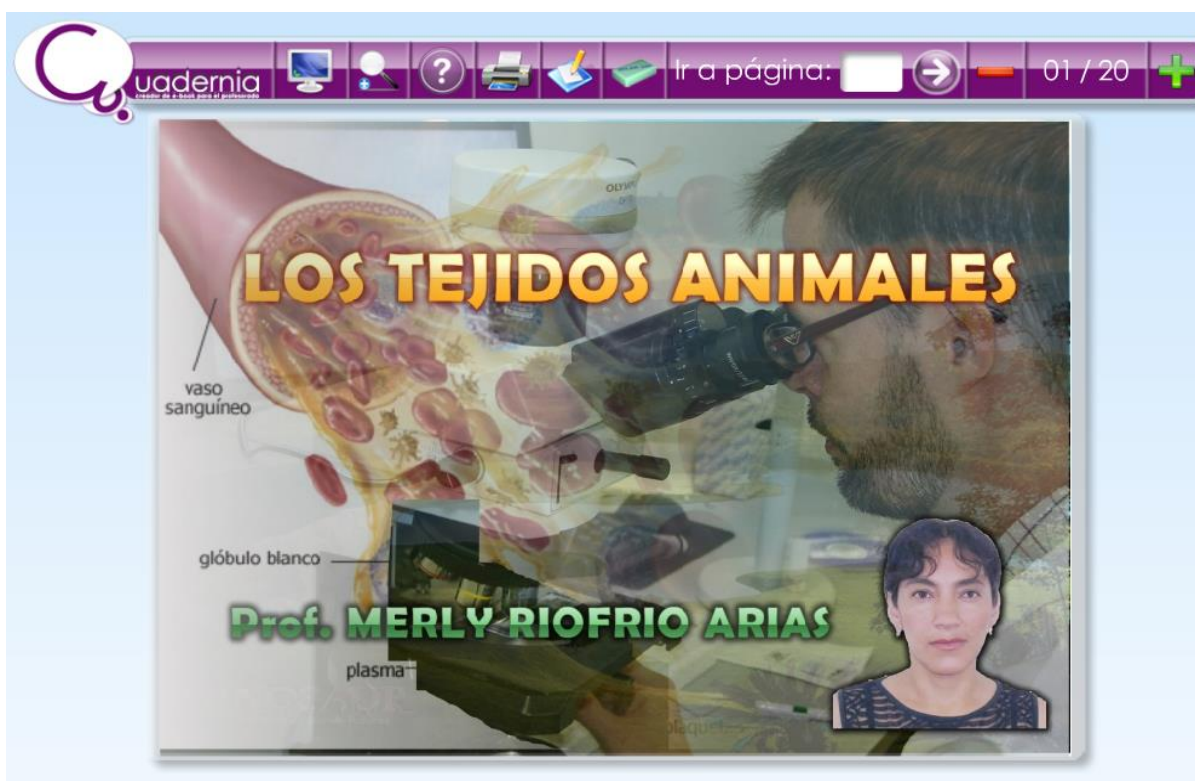 Cuadernia
creador de e-book para el profesorado
Ir a página:
01 / 20
OLYMPUS
LOS TEJIDOS ANIMALES
vaso
sanguíneo
glóbulo blanco
Prof. MERLY RIOFRIO ARIAS
plasma